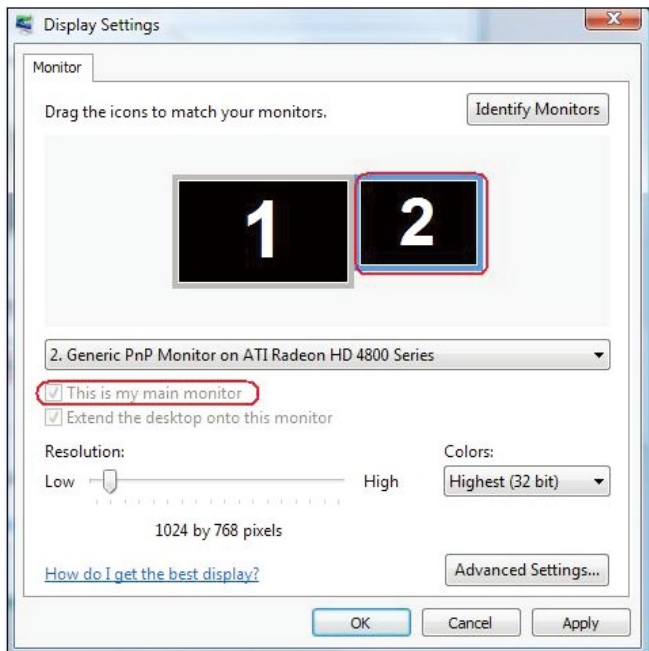 Display Settings
Monitor
Drag the icons to match your monitors.
Identify Monitors
1
2
2. Generic PnP Monitor on ATI Radeon HD 4800 Series
This is my main monitor
Extend the desktop onto this monitor
Resolution:
Colors:
Low
High
Highest (32 bit)
1024 by 768 pixels
How do I get the best display?
Advanced Settings...
OK
Cancel
Apply